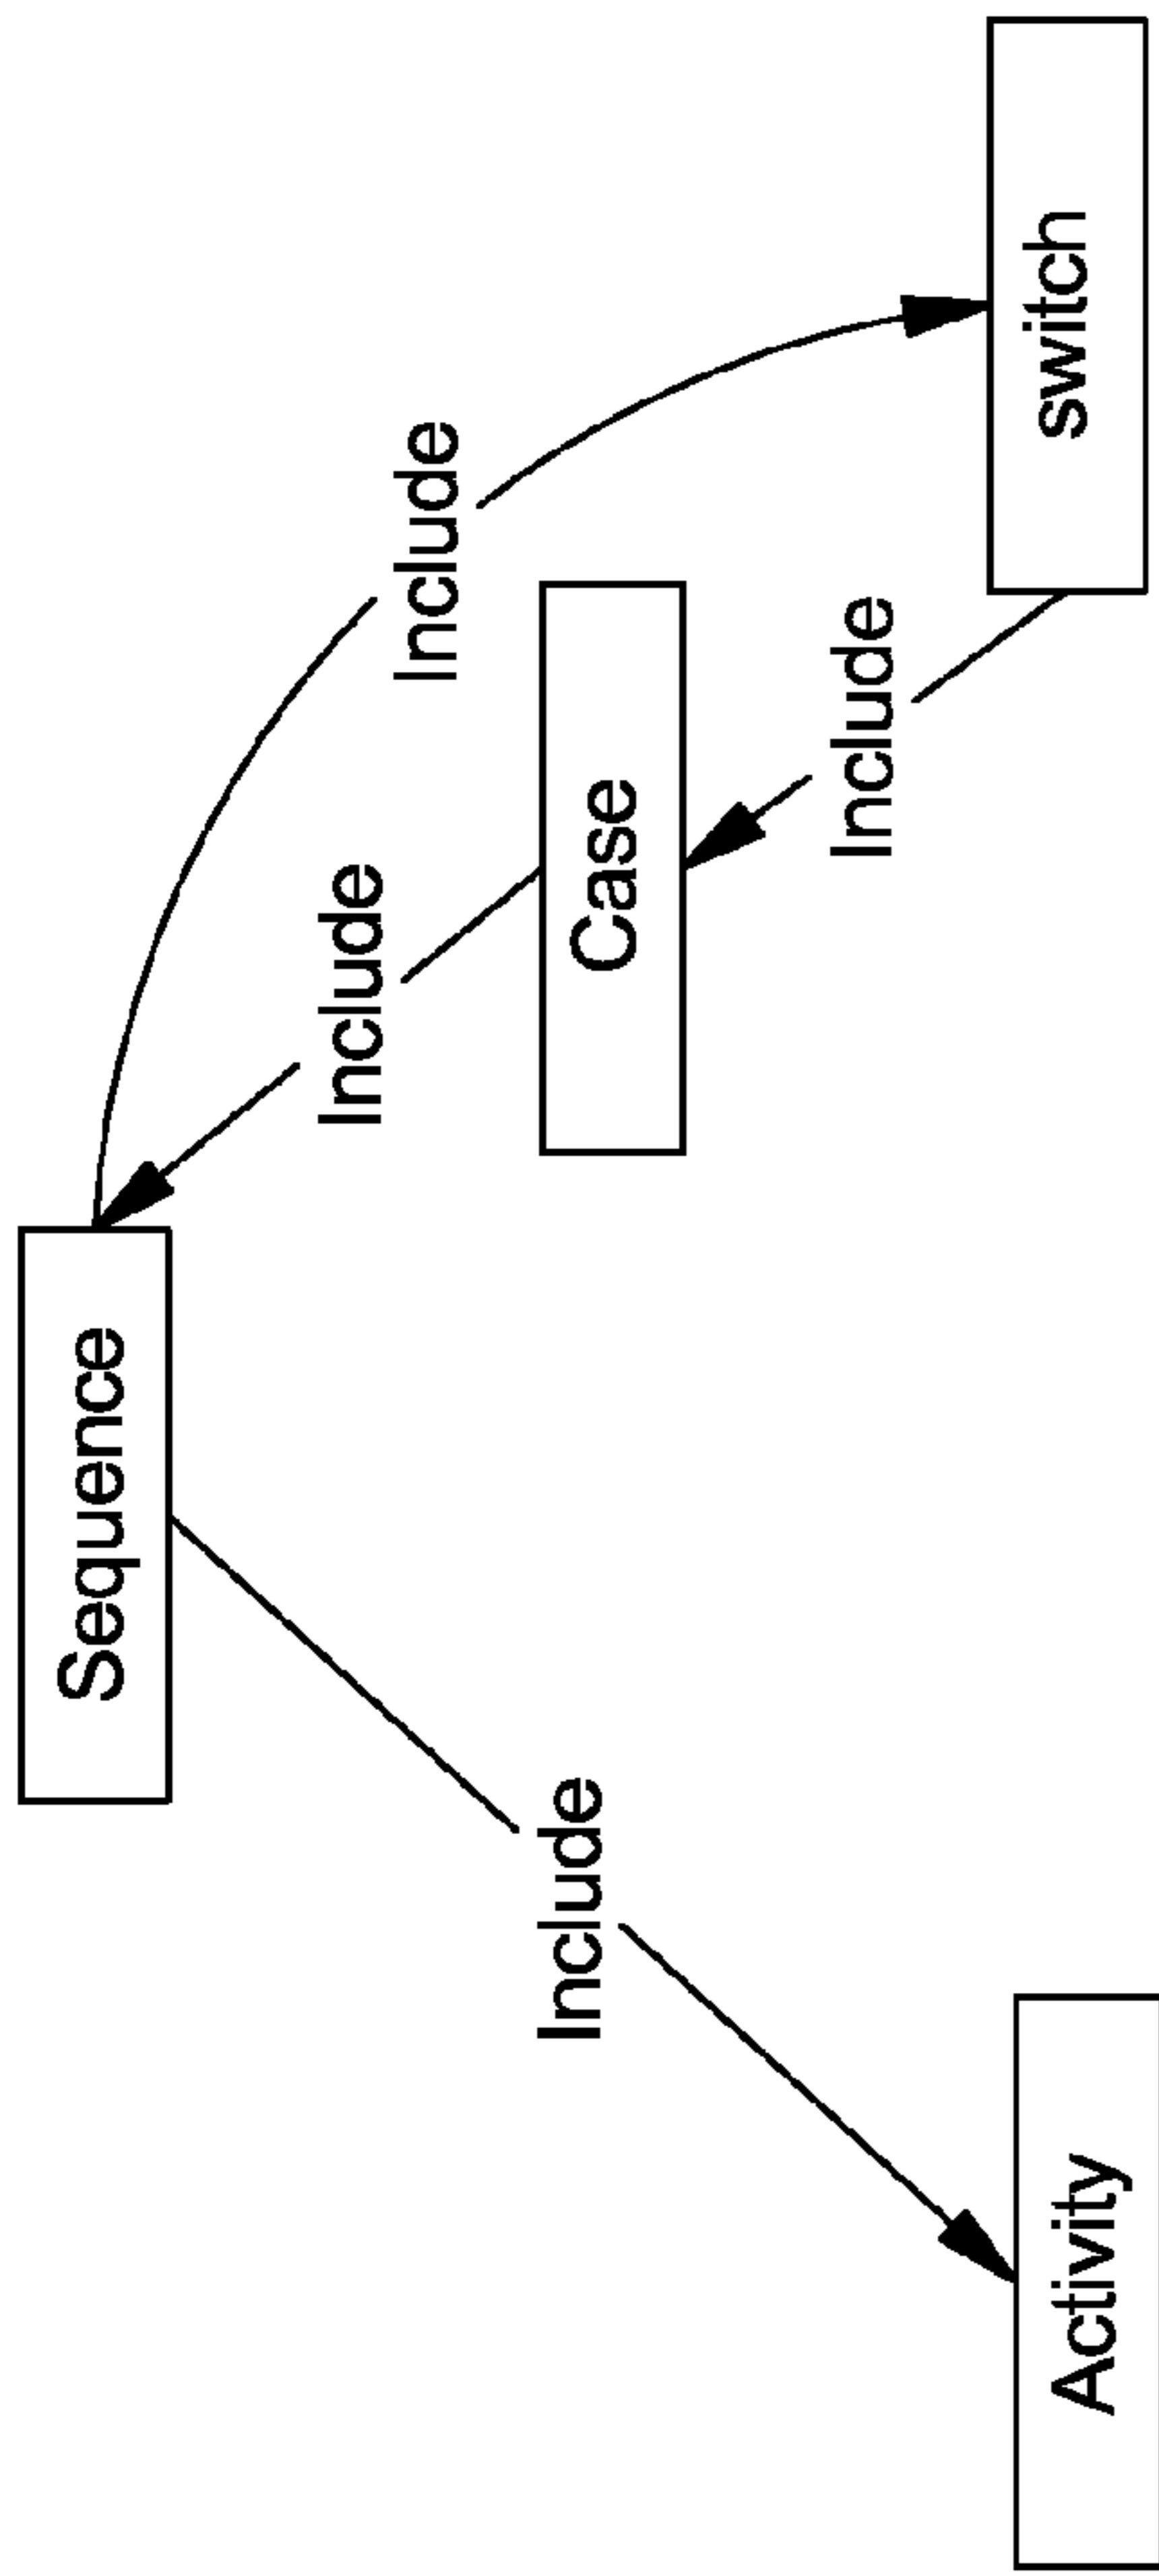 Sequence
Include
Include
Case
Include
Include
switch
Activity